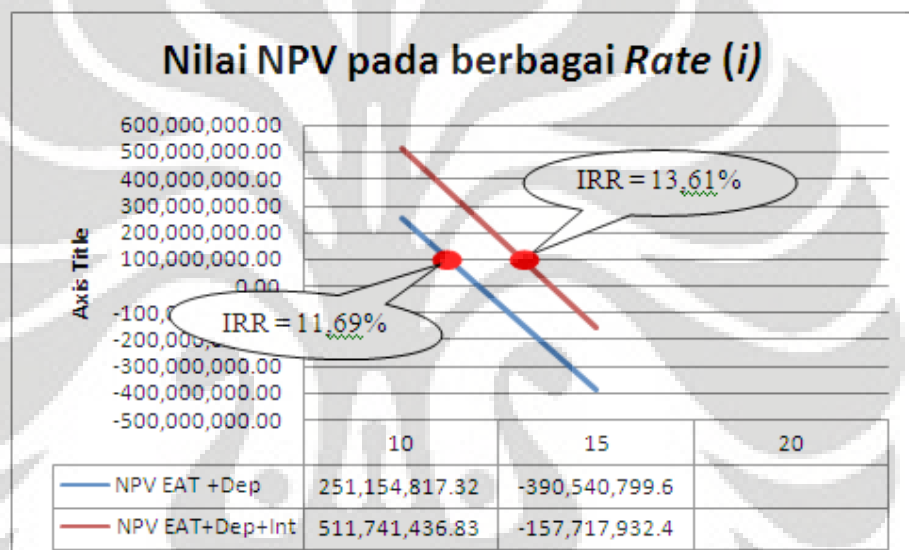 Nilai NPV pada berbagai Rate (i)
Axis Title
600,000,000.00
500,000,000.00
400,000,000.00
300,000,000.00
200,000,000.00
100,000,000.00
0.00
-100,
-200,000,000.00
-300,000,000.00
-400,000,000.00
-500,000,000.00
IRR = 13,61%
IRR = 11,69%
10 15 20
NPV EAT +Dep 251,154,817.32 -390,540,799.6
NPV EAT+Dep+Int 511,741,436.83 -157,717,932.4